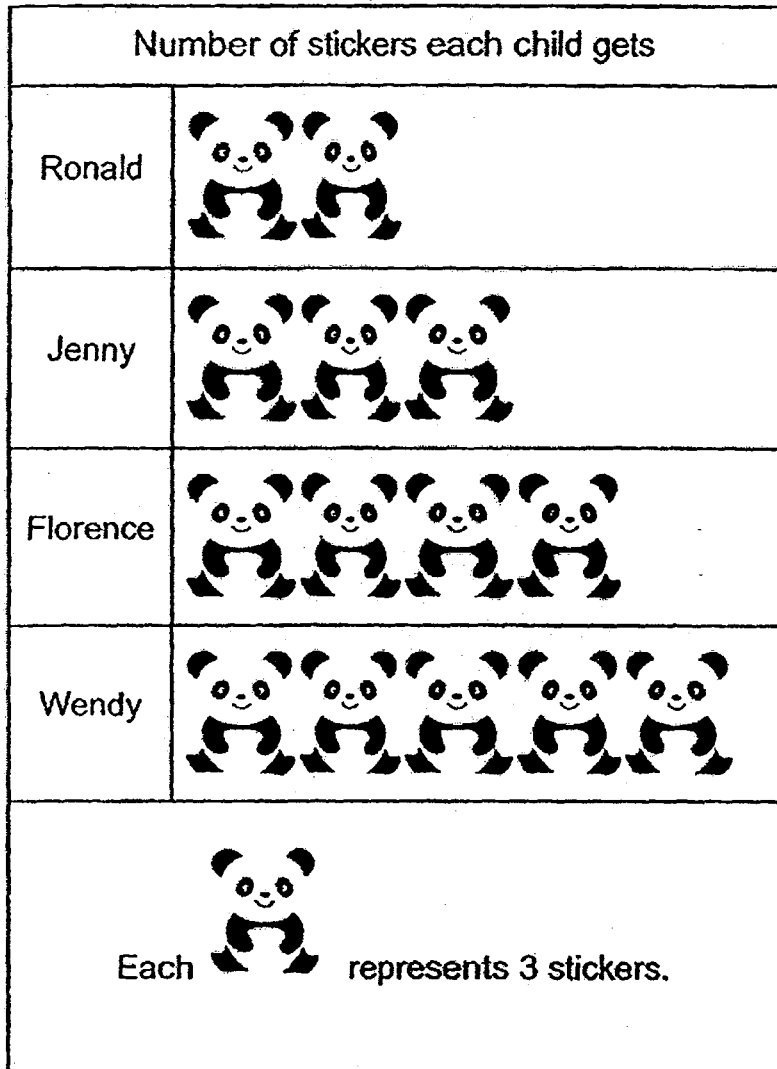 Number of stickers each child gets
Ronald
Jenny
Florence
Wendy
Each represents 3 stickers.